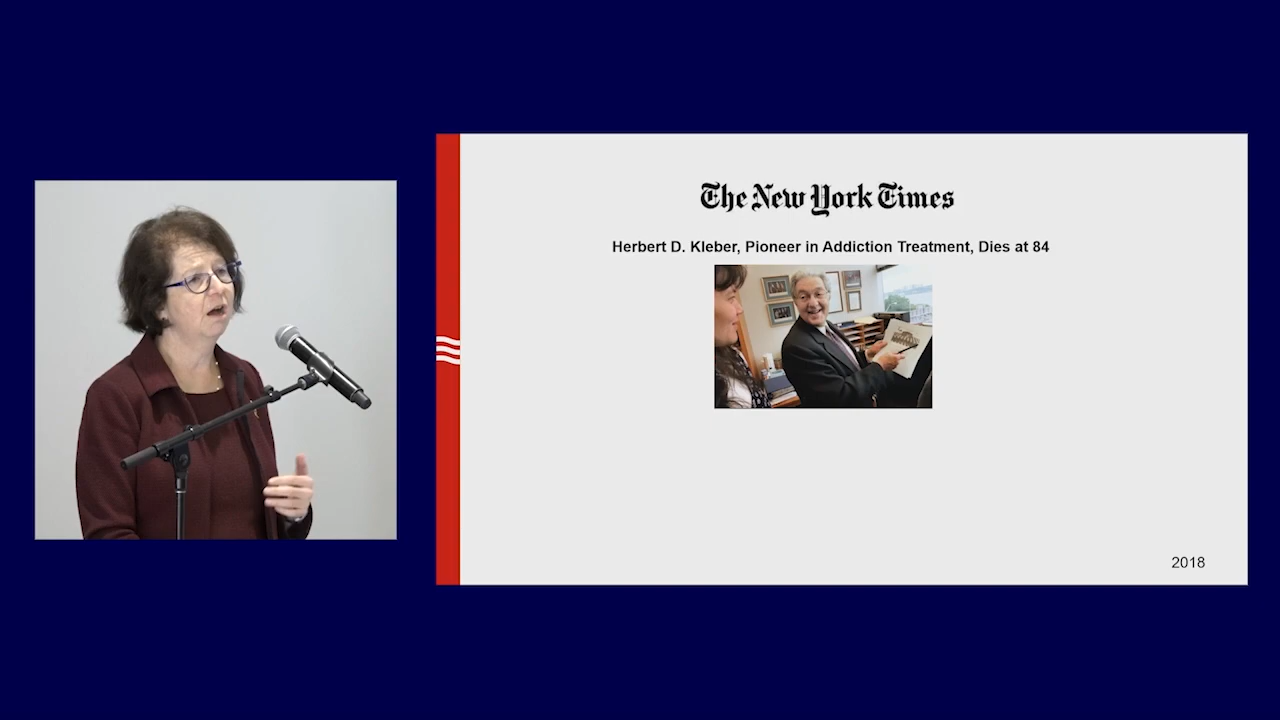 The New York Times
Herbert D. Kleber, Pioneer in Addiction Treatment, Dies at 84
2018